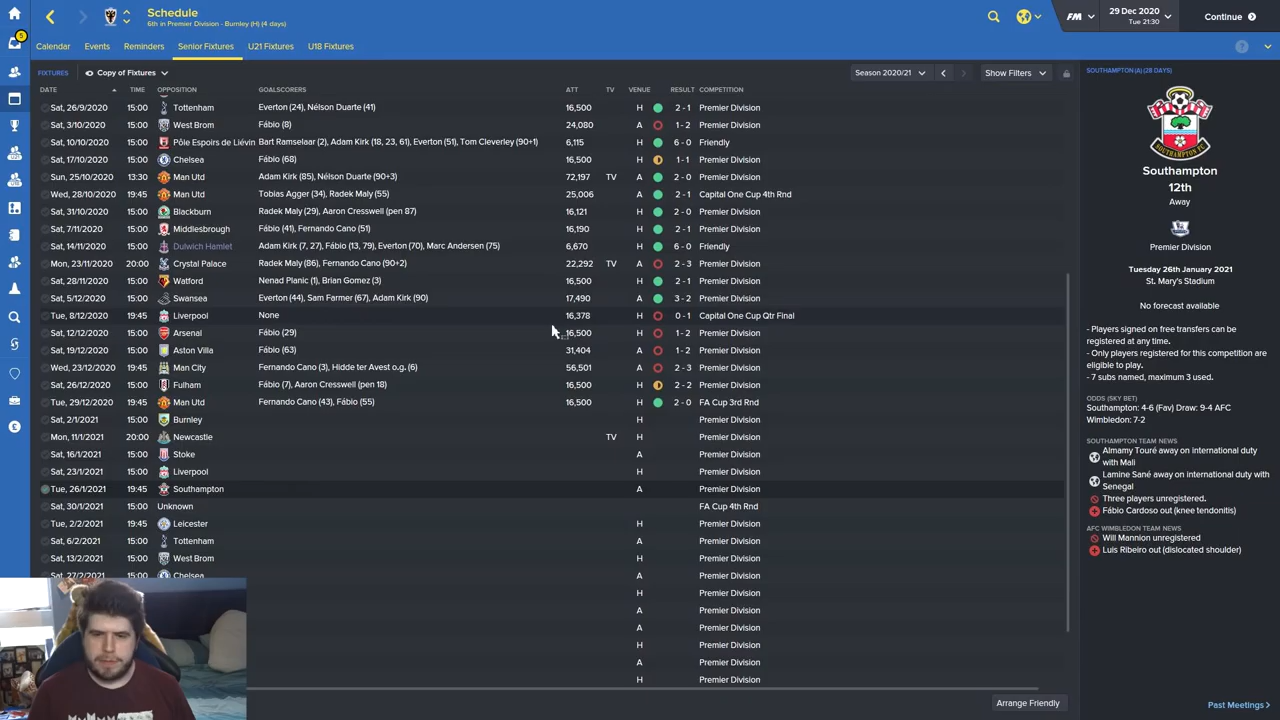 Schedule
6th in Premier Division - Burnley (H) (4 days)
FM
29 Dec 2020
Tue 21:30
Continue
5
Calendar Events Reminders Senior Fixtures U21 Fixtures U18 Fixtures
FIXTURES Copy of Fixtures Season 2020/21 Show Filters
DATE TIME OPPOSITION GOALSCORERS ATT TV VENUE RESULT COMPETITION
Sat, 26/9/2020 15:00 Tottenham Everton (24), Nélson Duarte (41) 16,500 H 2 - 1 Premier Division
Sat, 3/10/2020 15:00 West Brom Fábio (8) 24,080 A 1 - 2 Premier Division
Sat, 10/10/2020 15:00 Pôle Espoirs de Liévin Bart Ramselaar (2), Adam Kirk (18, 23, 61), Everton (51), Tom Cleverley (90+1) 6,115 H 6 - 0 Friendly
Sat, 17/10/2020 15:00 Chelsea Fábio (68) 16,500 H 1 - 1 Premier Division
Sun, 25/10/2020 13:30 Man Utd Adam Kirk (85), Nélson Duarte (90+3) 72,197 TV A 2 - 0 Premier Division
Wed, 28/10/2020 19:45 Man Utd Tobias Agger (34), Radek Maly (55) 25,006 A 2 - 1 Capital One Cup 4th Rnd
Sat, 31/10/2020 15:00 Blackburn Radek Maly (29), Aaron Cresswell (pen 87) 16,121 H 2 - 0 Premier Division
Sat, 7/11/2020 15:00 Middlesbrough Fábio (41), Fernando Cano (51) 16,190 H 2 - 1 Premier Division
Sat, 14/11/2020 15:00 Dulwich Hamlet Adam Kirk (7, 27), Fábio (13, 79), Everton (70), Marc Andersen (75) 6,670 H 6 - 0 Friendly
Mon, 23/11/2020 20:00 Crystal Palace Radek Maly (86), Fernando Cano (90+2) 22,292 TV A 2 - 3 Premier Division
Sat, 28/11/2020 15:00 Watford Nenad Planic (1), Brian Gomez (3) 16,500 H 2 - 1 Premier Division
Sat, 5/12/2020 15:00 Swansea Everton (44), Sam Farmer (67), Adam Kirk (90) 17,490 A 3 - 2 Premier Division
Tue, 8/12/2020 19:45 Liverpool None 16,378 H 0 - 1 Capital One Cup Qtr Final
Sat, 12/12/2020 15:00 Arsenal Fábio (29) 16,500 H 1 - 2 Premier Division
Sat, 19/12/2020 15:00 Aston Villa Fábio (63) 31,404 A 1 - 2 Premier Division
Wed, 23/12/2020 19:45 Man City Fernando Cano (3), Hidde ter Avest o.g. (6) 56,501 A 2 - 3 Premier Division
Sat, 26/12/2020 15:00 Fulham Fábio (7), Aaron Cresswell (pen 18) 16,500 H 2 - 2 Premier Division
Tue, 29/12/2020 19:45 Man Utd Fernando Cano (43), Fábio (55) 16,500 H 2 - 0 FA Cup 3rd Rnd
Sat, 2/1/2021 15:00 Burnley H Premier Division
Mon, 11/1/2021 20:00 Newcastle TV H Premier Division
Sat, 16/1/2021 15:00 Stoke A Premier Division
Sat, 23/1/2021 15:00 Liverpool H Premier Division
Tue, 26/1/2021 19:45 Southampton A Premier Division
Sat, 30/1/2021 15:00 Unknown FA Cup 4th Rnd
Tue, 2/2/2021 19:45 Leicester H Premier Division
Sat, 6/2/2021 15:00 Tottenham A Premier Division
Sat, 13/2/2021 15:00 West Brom H Premier Division
Sat, 27/2/2021 15:00 Chelsea A Premier Division
H Premier Division
A Premier Division
A Premier Division
H Premier Division
A Premier Division
H Premier Division
Arrange Friendly
SOUTHAMPTON (A) (28 DAYS)
Southampton
12th
Away
Premier Division
Tuesday 26th January 2021
St. Mary's Stadium
No forecast available
- Players signed on free transfers can be
registered at any time.
- Only players registered for this competition are
eligible to play.
- 7 subs named, maximum 3 used.
ODDS (SKY BET)
Southampton: 4-6 (Fav) Draw: 9-4 AFC
Wimbledon: 7-2
SOUTHAMPTON TEAM NEWS
Almamy Touré away on international duty
with Mali
Lamine Sané away on international duty with
Senegal
Three players unregistered.
Fábio Cardoso out (knee tendonitis)
AFC WIMBLEDON TEAM NEWS
Will Mannion unregistered
Luis Ribeiro out (dislocated shoulder)
Past Meetings